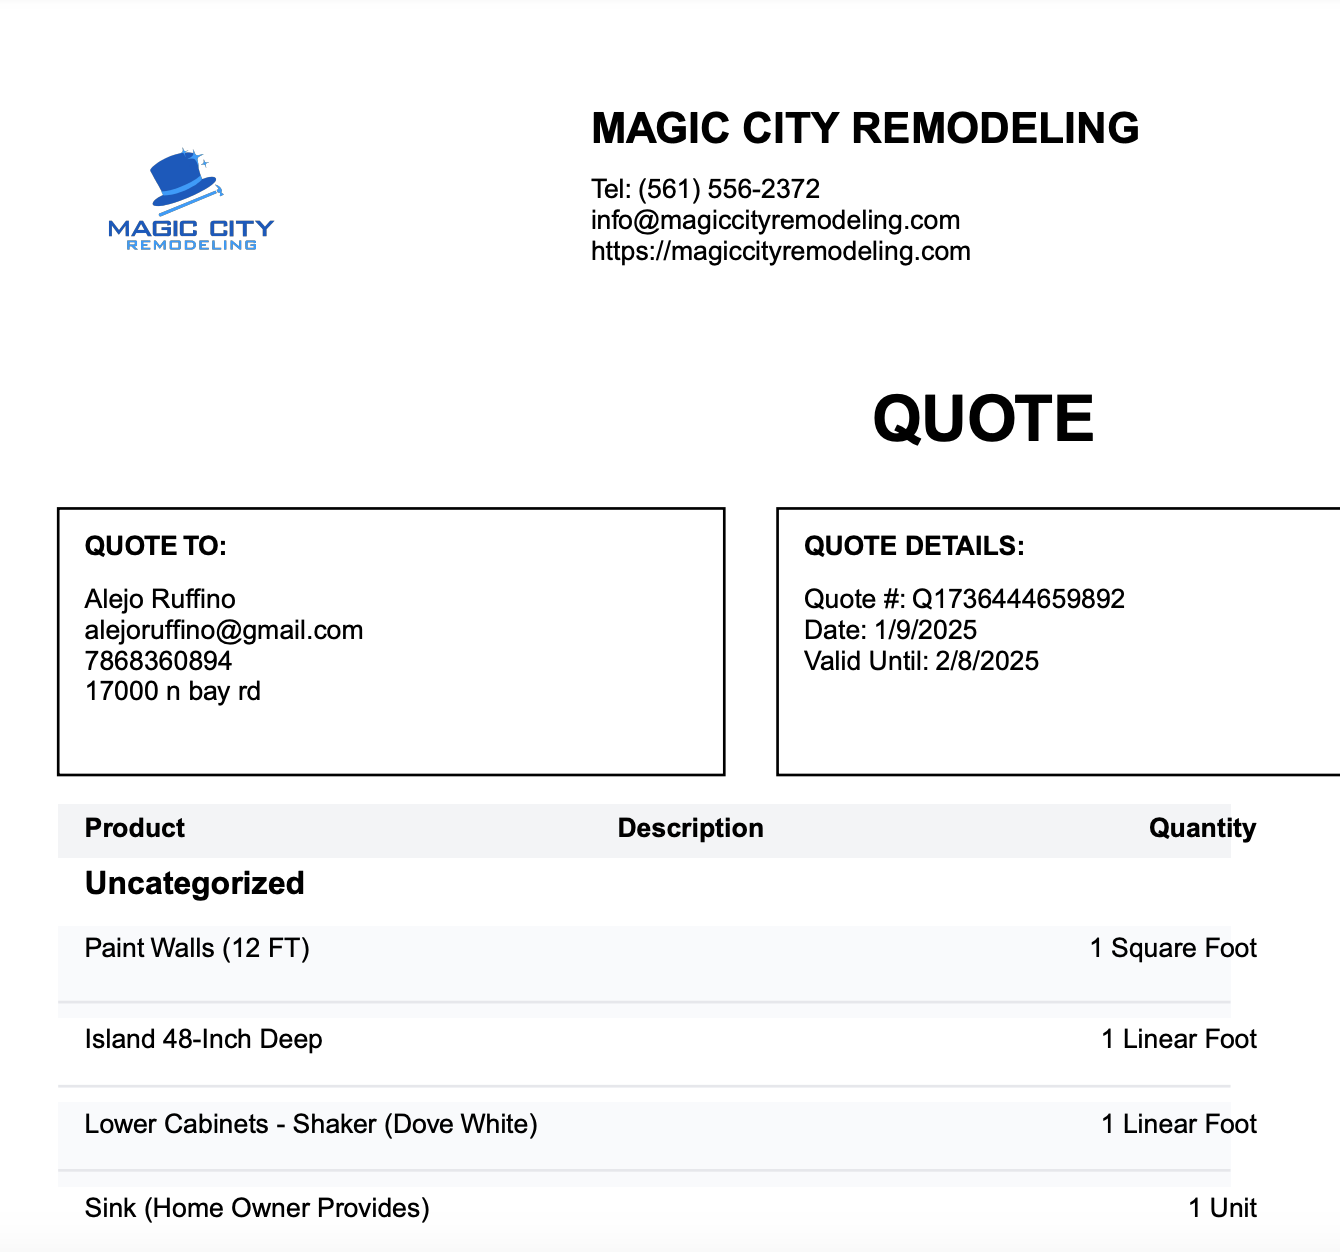 MAGIC CITY
REMODELING
MAGIC CITY REMODELING
Tel: (561) 556-2372
info@magiccityremodeling.com
https://magiccityremodeling.com
QUOTE
QUOTE TO:
Alejo Ruffino
alejoruffino@gmail.com
7868360894
17000 n bay rd
QUOTE DETAILS:
Quote #: Q1736444659892
Date: 1/9/2025
Valid Until: 2/8/2025
Product Description Quantity
Uncategorized
Paint Walls (12 FT) 1 Square Foot
Island 48-Inch Deep 1 Linear Foot
Lower Cabinets - Shaker (Dove White) 1 Linear Foot
Sink (Home Owner Provides) 1 Unit